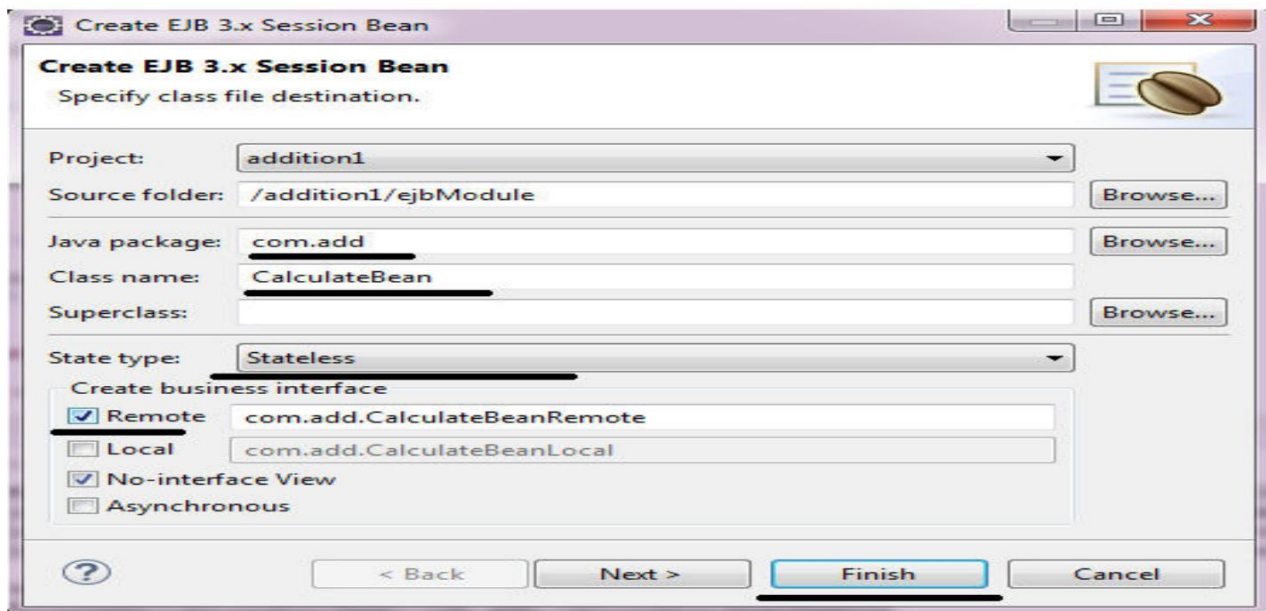 Create EJB 3.x Session Bean
Create EJB 3.x Session Bean
Specify class file destination.
Project: addition1
Source folder: /addition1/ejbModule Browse...
Java package: com.add Browse...
Class name: CalculateBean
Superclass: Browse...
State type: Stateless
Create business interface
Remote com.add.CalculateBeanRemote
Local com.add.CalculateBeanLocal
No-interface View
Asynchronous
? < Back Next > Finish Cancel